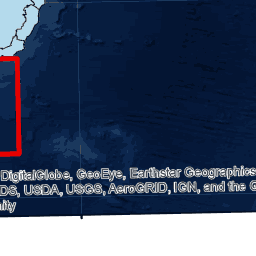 DigitalGlobe, GeoEye, Earthstar Geographics
DS, USDA, USGS, AeroGRID, IGN, and the G
ity